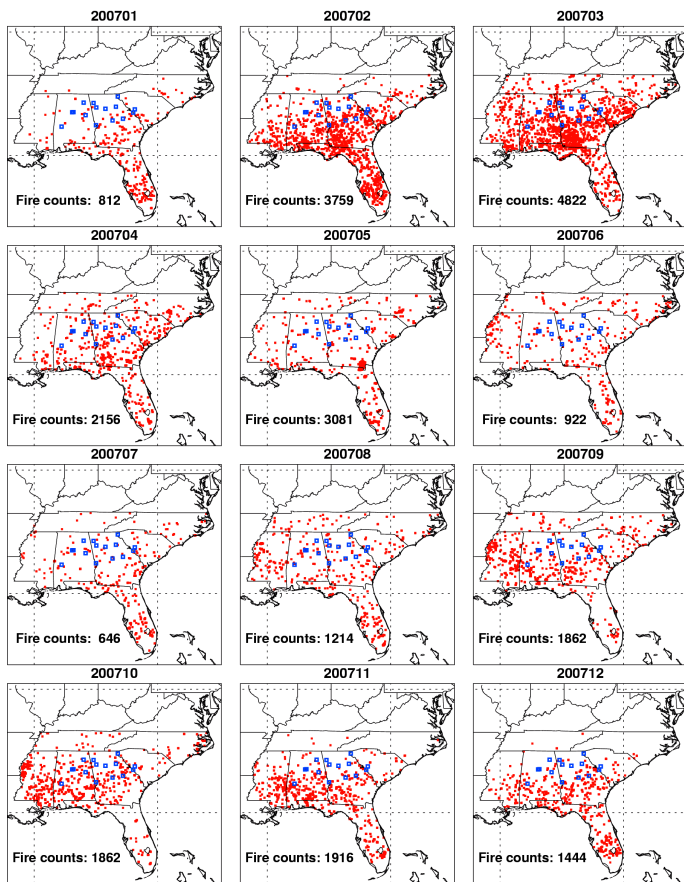 200701 200702 200703
Fire counts: 812 Fire counts: 3759 Fire counts: 4822
200704 200705 200706
Fire counts: 2156 Fire counts: 3081 Fire counts: 922
200707 200708 200709
Fire counts: 646 Fire counts: 1214 Fire counts: 1862
200710 200711 200712
Fire counts: 1862 Fire counts: 1916 Fire counts: 1444